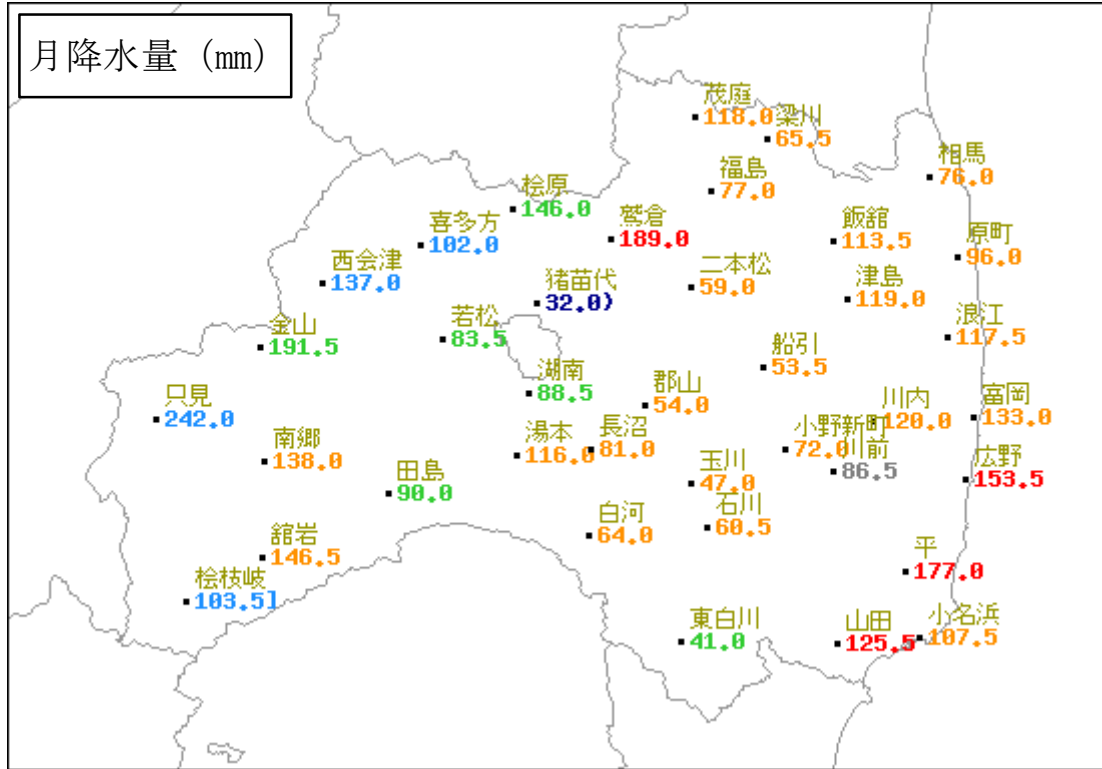 月降水量 (mm)
茂庭
118.0
梁川
65.5
相馬
76.0
福島
77.0
桧原
146.0
鷲倉
189.0
喜多方
102.0
飯舘
113.5
原町
96.0
西会津
137.0
猪苗代
32.0)
二本松
59.0
津島
119.0
金山
191.5
若松
83.5
浪江
117.5
船引
53.5
湖南
88.5
郡山
54.0
只見
242.0
川内
120.0
富岡
133.0
南郷
138.0
湯本
116.0
長沼
81.0
小野新町
72.0
川前
86.5
広野
153.5
田島
90.0
玉川
47.0
石川
60.5
白河
64.0
舘岩
146.5
平
177.0
桧枝岐
103.5]
東白川
41.0
山田
125.5
小名浜
107.5